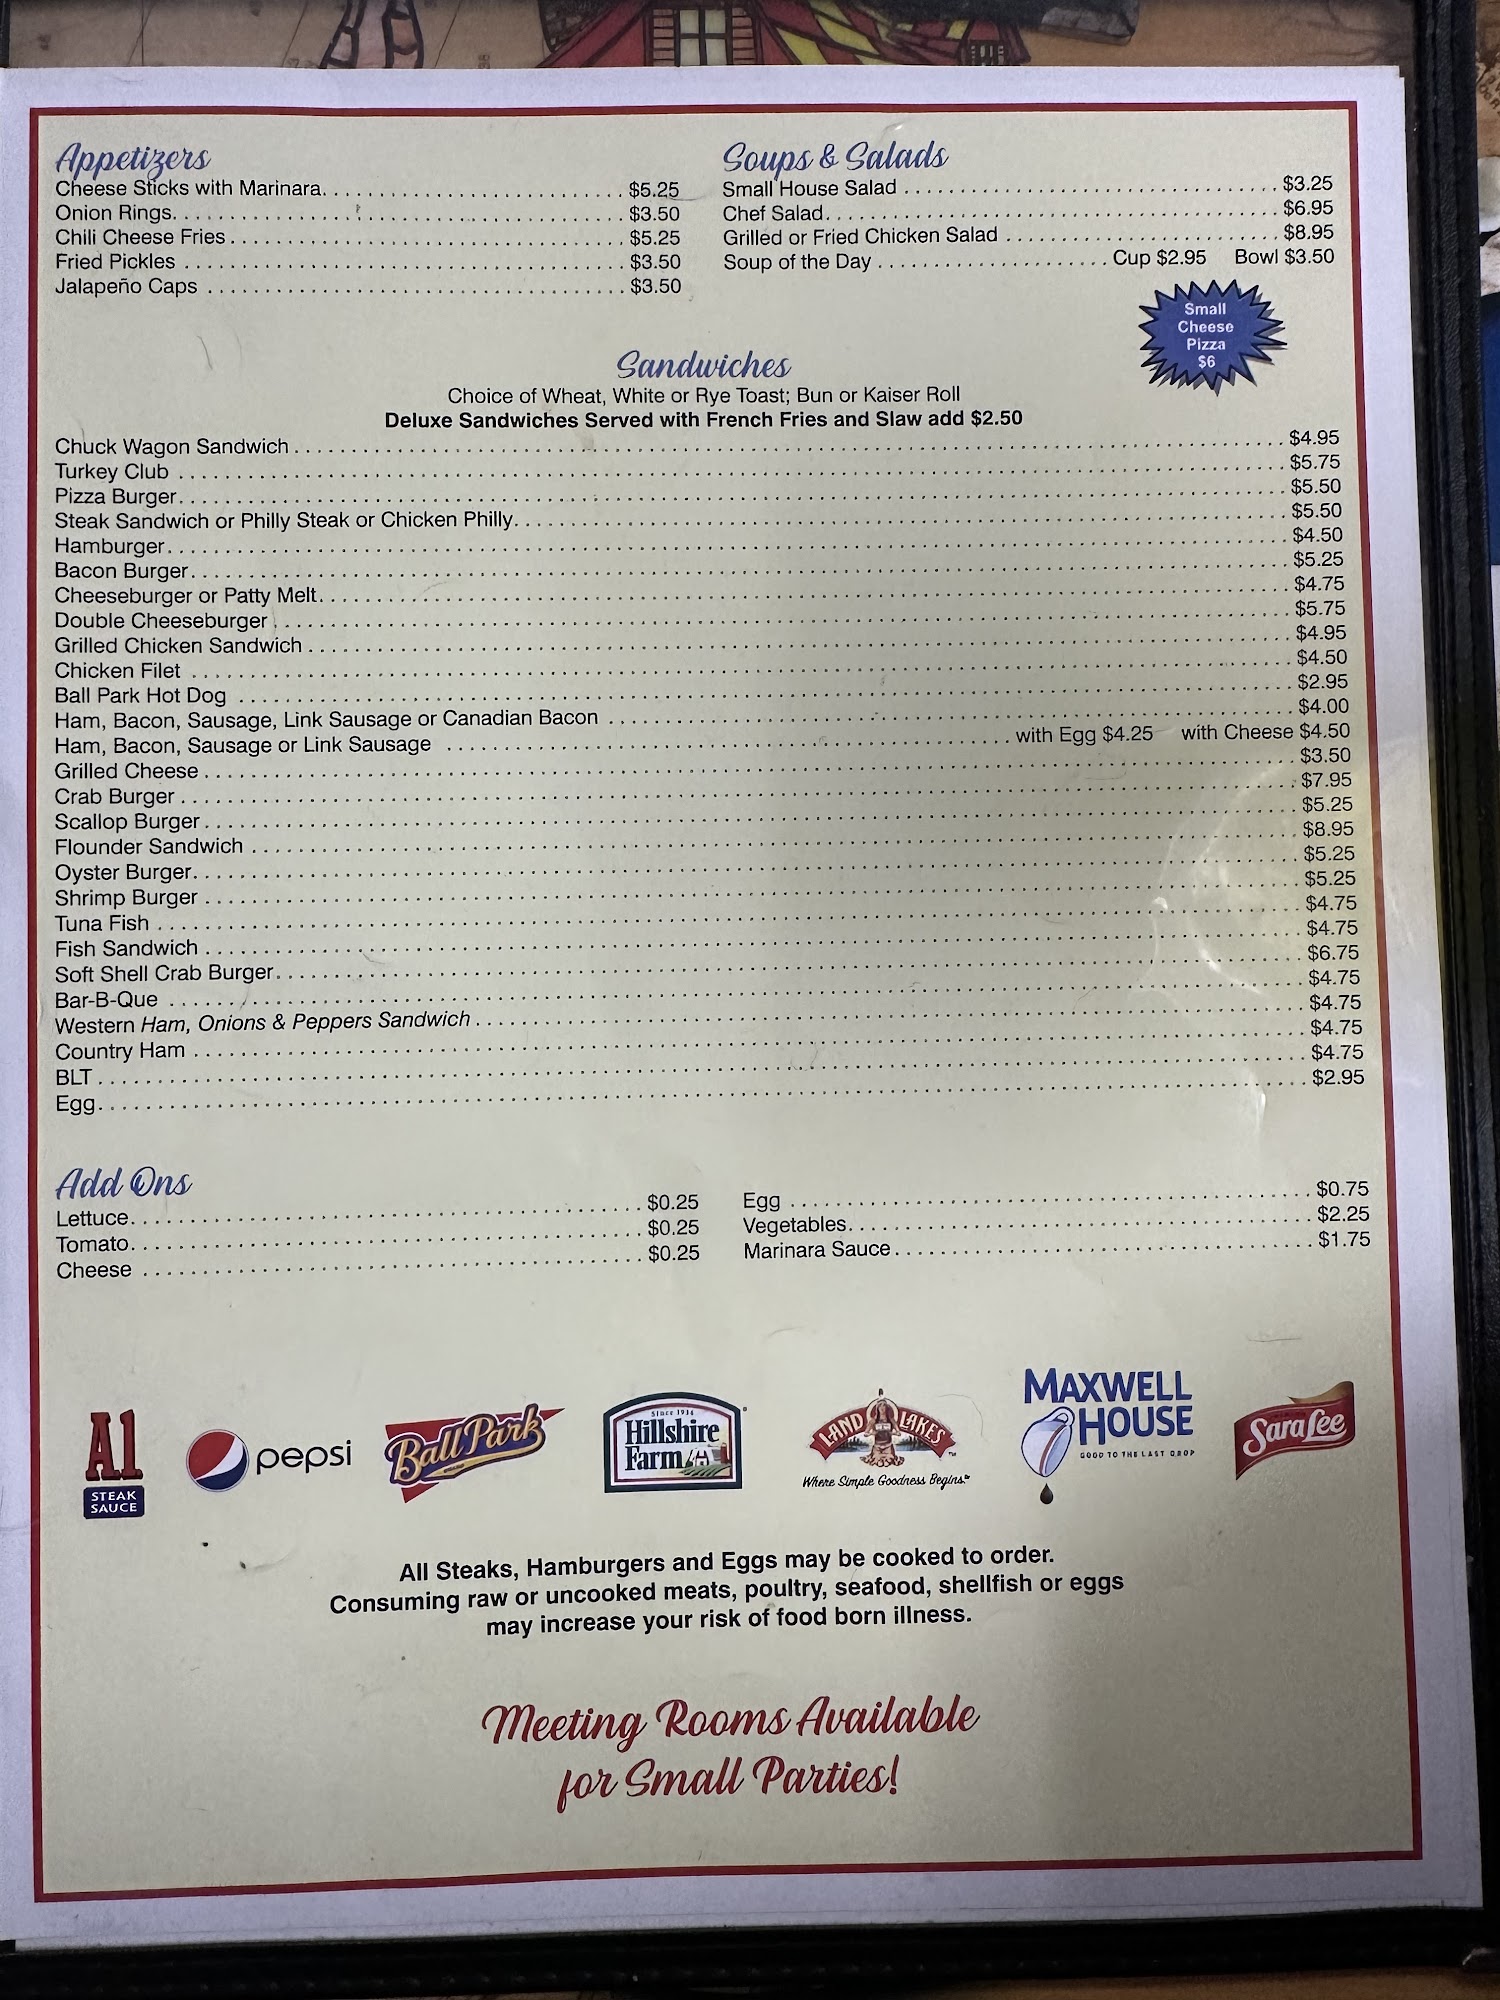 Appetizers
Cheese Sticks with Marinara $5.25
Onion Rings $3.50
Chili Cheese Fries $5.25
Fried Pickles $3.50
Jalapeño Caps $3.50
Soups & Salads
Small House Salad $3.25
Chef Salad $6.95
Grilled or Fried Chicken Salad $8.95
Soup of the Day Cup $2.95 Bowl $3.50
Small
Cheese
Pizza
$6
Sandwiches
Choice of Wheat, White or Rye Toast; Bun or Kaiser Roll
Deluxe Sandwiches Served with French Fries and Slaw add $2.50
Chuck Wagon Sandwich $4.95
Turkey Club $5.75
Pizza Burger $5.50
Steak Sandwich or Philly Steak or Chicken Philly $5.50
Hamburger $4.50
Bacon Burger $5.25
Cheeseburger or Patty Melt $4.75
Double Cheeseburger $5.75
Grilled Chicken Sandwich $4.95
Chicken Filet $4.50
Ball Park Hot Dog $2.95
Ham, Bacon, Sausage, Link Sausage or Canadian Bacon $4.00
Ham, Bacon, Sausage or Link Sausage with Egg $4.25 with Cheese $4.50
Grilled Cheese $3.50
Crab Burger $7.95
Scallop Burger $5.25
Flounder Sandwich $8.95
Oyster Burger $5.25
Shrimp Burger $5.25
Tuna Fish $4.75
Fish Sandwich $4.75
Soft Shell Crab Burger $6.75
Bar-B-Que $4.75
Western Ham, Onions & Peppers Sandwich $4.75
Country Ham $4.75
BLT $4.75
Egg $2.95
Add Ons
Lettuce $0.25
Tomato $0.25
Cheese $0.25
Egg $0.75
Vegetables $2.25
Marinara Sauce $1.75
A1
STEAK
SAUCE
pepsi
Ball Park
Since 1934
Hillshire
Farm
LAND O LAKES
Where Simple Goodness Begins.
MAXWELL
HOUSE
GOOD TO THE LAST DROP
Sara Lee
All Steaks, Hamburgers and Eggs may be cooked to order.
Consuming raw or uncooked meats, poultry, seafood, shellfish or eggs
may increase your risk of food born illness.
Meeting Rooms Available
for Small Parties!